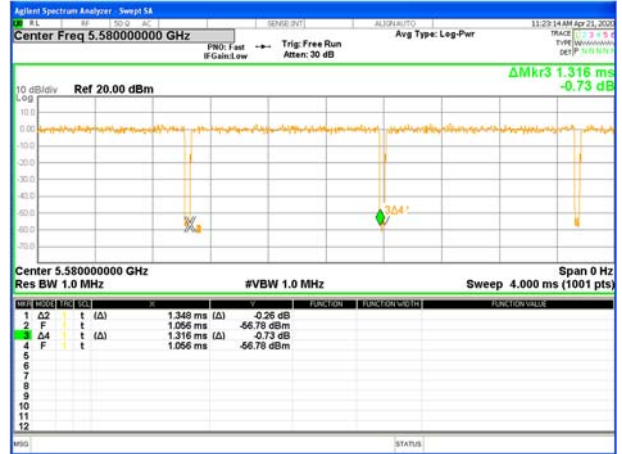 Agilent Spectrum Analyzer - Swept SA
RL RF 50 Ω AC SENSE:INT ALIGNAUTO 11:23:14 AM Apr 21, 2020
Center Freq 5.580000000 GHz Avg Type: Log-Pwr TRACE 1 2 3 4 5 6
PNO: Fast Trig: Free Run TYPE
IFGain:Low Atten: 30 dB DET P N N N N N
ΔMkr3 1.316 ms
-0.73 dB
10 dB/div Ref 20.00 dBm
Log
10.0
0.00
-10.0
-20.0
-30.0
-40.0
-50.0
-60.0
-70.0
3Δ4
Center 5.580000000 GHz Span 0 Hz
Res BW 1.0 MHz #VBW 1.0 MHz Sweep 4.000 ms (1001 pts)
MKR MODE TRC SCL X Y FUNCTION FUNCTION WIDTH FUNCTION VALUE
1 Δ2 1 t (Δ) 1.348 ms (Δ) -0.26 dB
2 F 1 t 1.056 ms -56.78 dBm
3 Δ4 1 t (Δ) 1.316 ms (Δ) -0.73 dB
4 F 1 t 1.056 ms -56.78 dBm
5
6
7
8
9
10
11
12
MSG STATUS